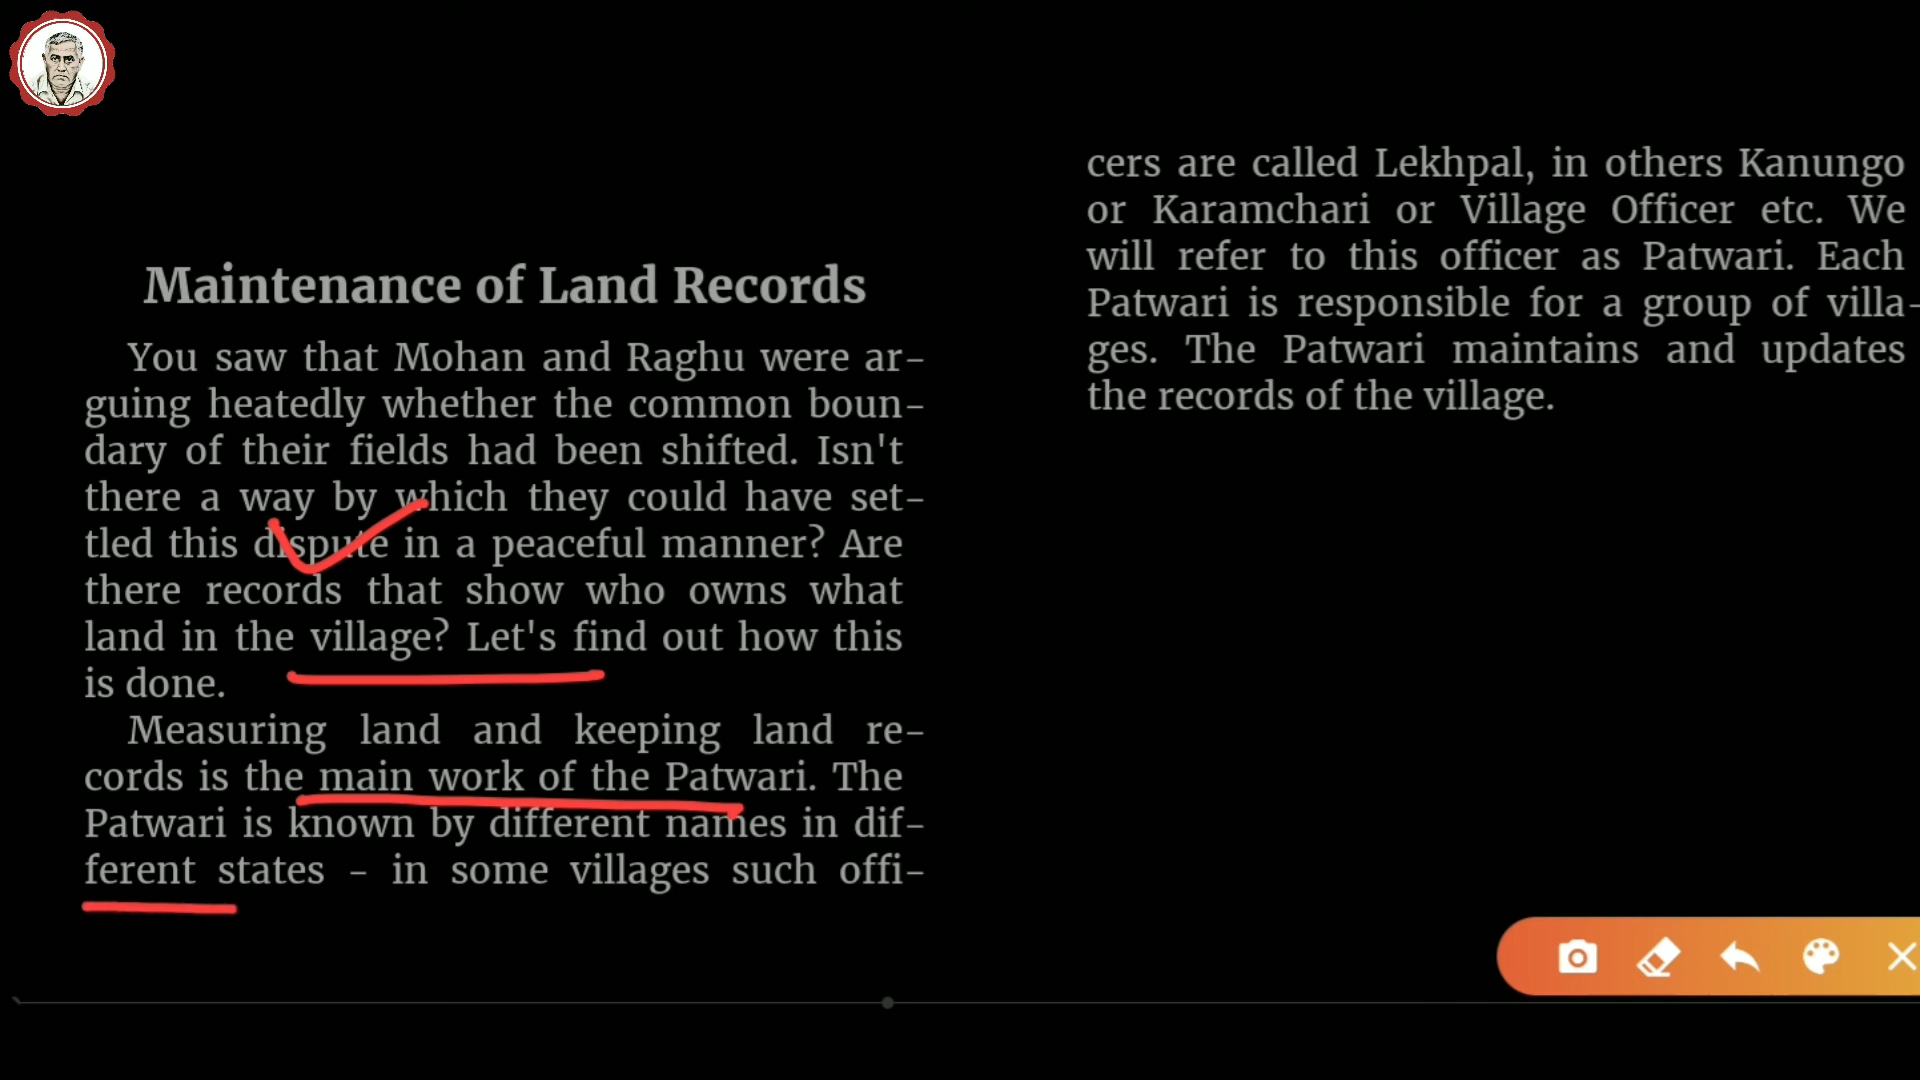 Maintenance of Land Records
You saw that Mohan and Raghu were ar-
guing heatedly whether the common boun-
dary of their fields had been shifted. Isn't
there a way by which they could have set-
tled this dispute in a peaceful manner? Are
there records that show who owns what
land in the village? Let's find out how this
is done.
Measuring land and keeping land re-
cords is the main work of the Patwari. The
Patwari is known by different names in dif-
ferent states - in some villages such offi-
cers are called Lekhpal, in others Kanungo
or Karamchari or Village Officer etc. We
will refer to this officer as Patwari. Each
Patwari is responsible for a group of villa-
ges. The Patwari maintains and updates
the records of the village.